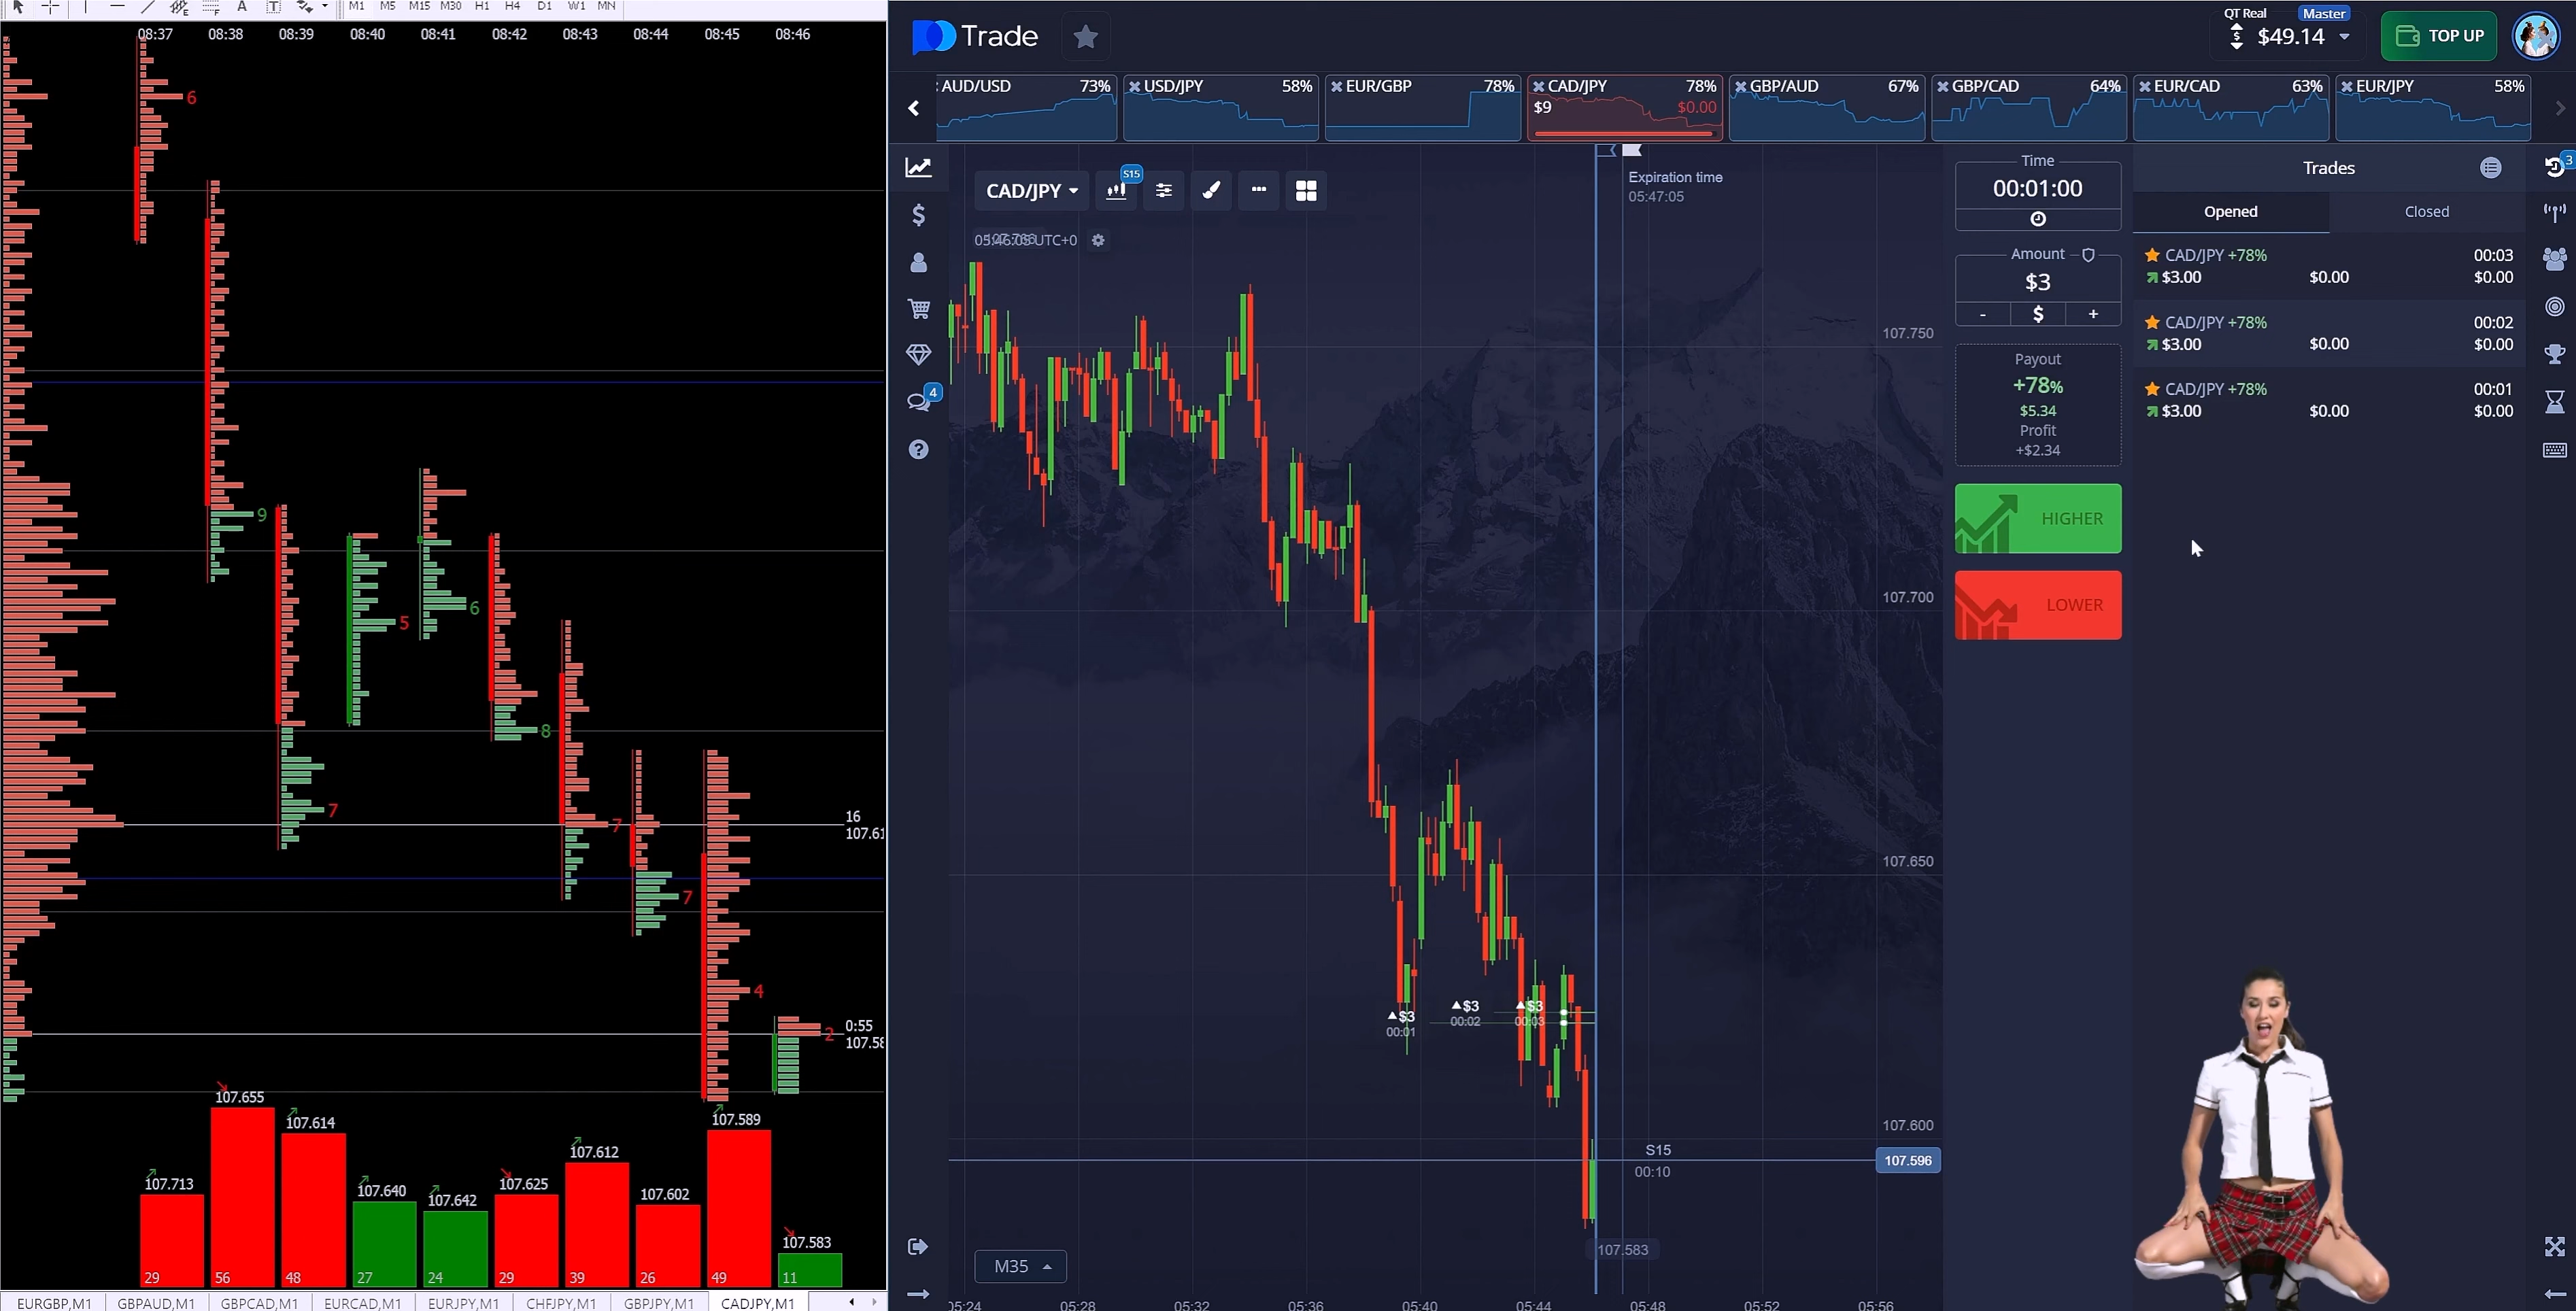 M1 M5 M15 M30 H1 H4 D1 W1 MN
08:37 08:38 08:39 08:40 08:41 08:42 08:43 08:44 08:45 08:46
6
9
7
5
6
8
7
7
4
2
16
107.61
0:55
107.58
107.713
107.655
107.614
107.640
107.642
107.625
107.612
107.602
107.589
107.583
29 56 48 27 24 29 39 26 49 11
EURGBP,M1 GBPAUD,M1 GBPCAD,M1 EURCAD,M1 EURJPY,M1 CHFJPY,M1 GBPJPY,M1 CADJPY,M1
Trade
QT Real Master
$49.14
TOP UP
AUD/USD 73%
USD/JPY 58%
EUR/GBP 78%
CAD/JPY 78%
$9 $0.00
GBP/AUD 67%
GBP/CAD 64%
EUR/CAD 63%
EUR/JPY 58%
4
CAD/JPY
S15
05:46:05 UTC+0
Expiration time
05:47:05
107.750
107.700
107.650
107.600
107.596
S15
00:10
107.583
$3
00:01
$3
00:02
$3
00:03
M35
05:24 05:28 05:32 05:36 05:40 05:44 05:48 05:52 05:56
Time
00:01:00
Amount
$3
- $ +
Payout
+78%
$5.34
Profit
+$2.34
HIGHER
LOWER
Trades
3
Opened Closed
CAD/JPY +78% 00:03
$3.00 $0.00 $0.00
CAD/JPY +78% 00:02
$3.00 $0.00 $0.00
CAD/JPY +78% 00:01
$3.00 $0.00 $0.00